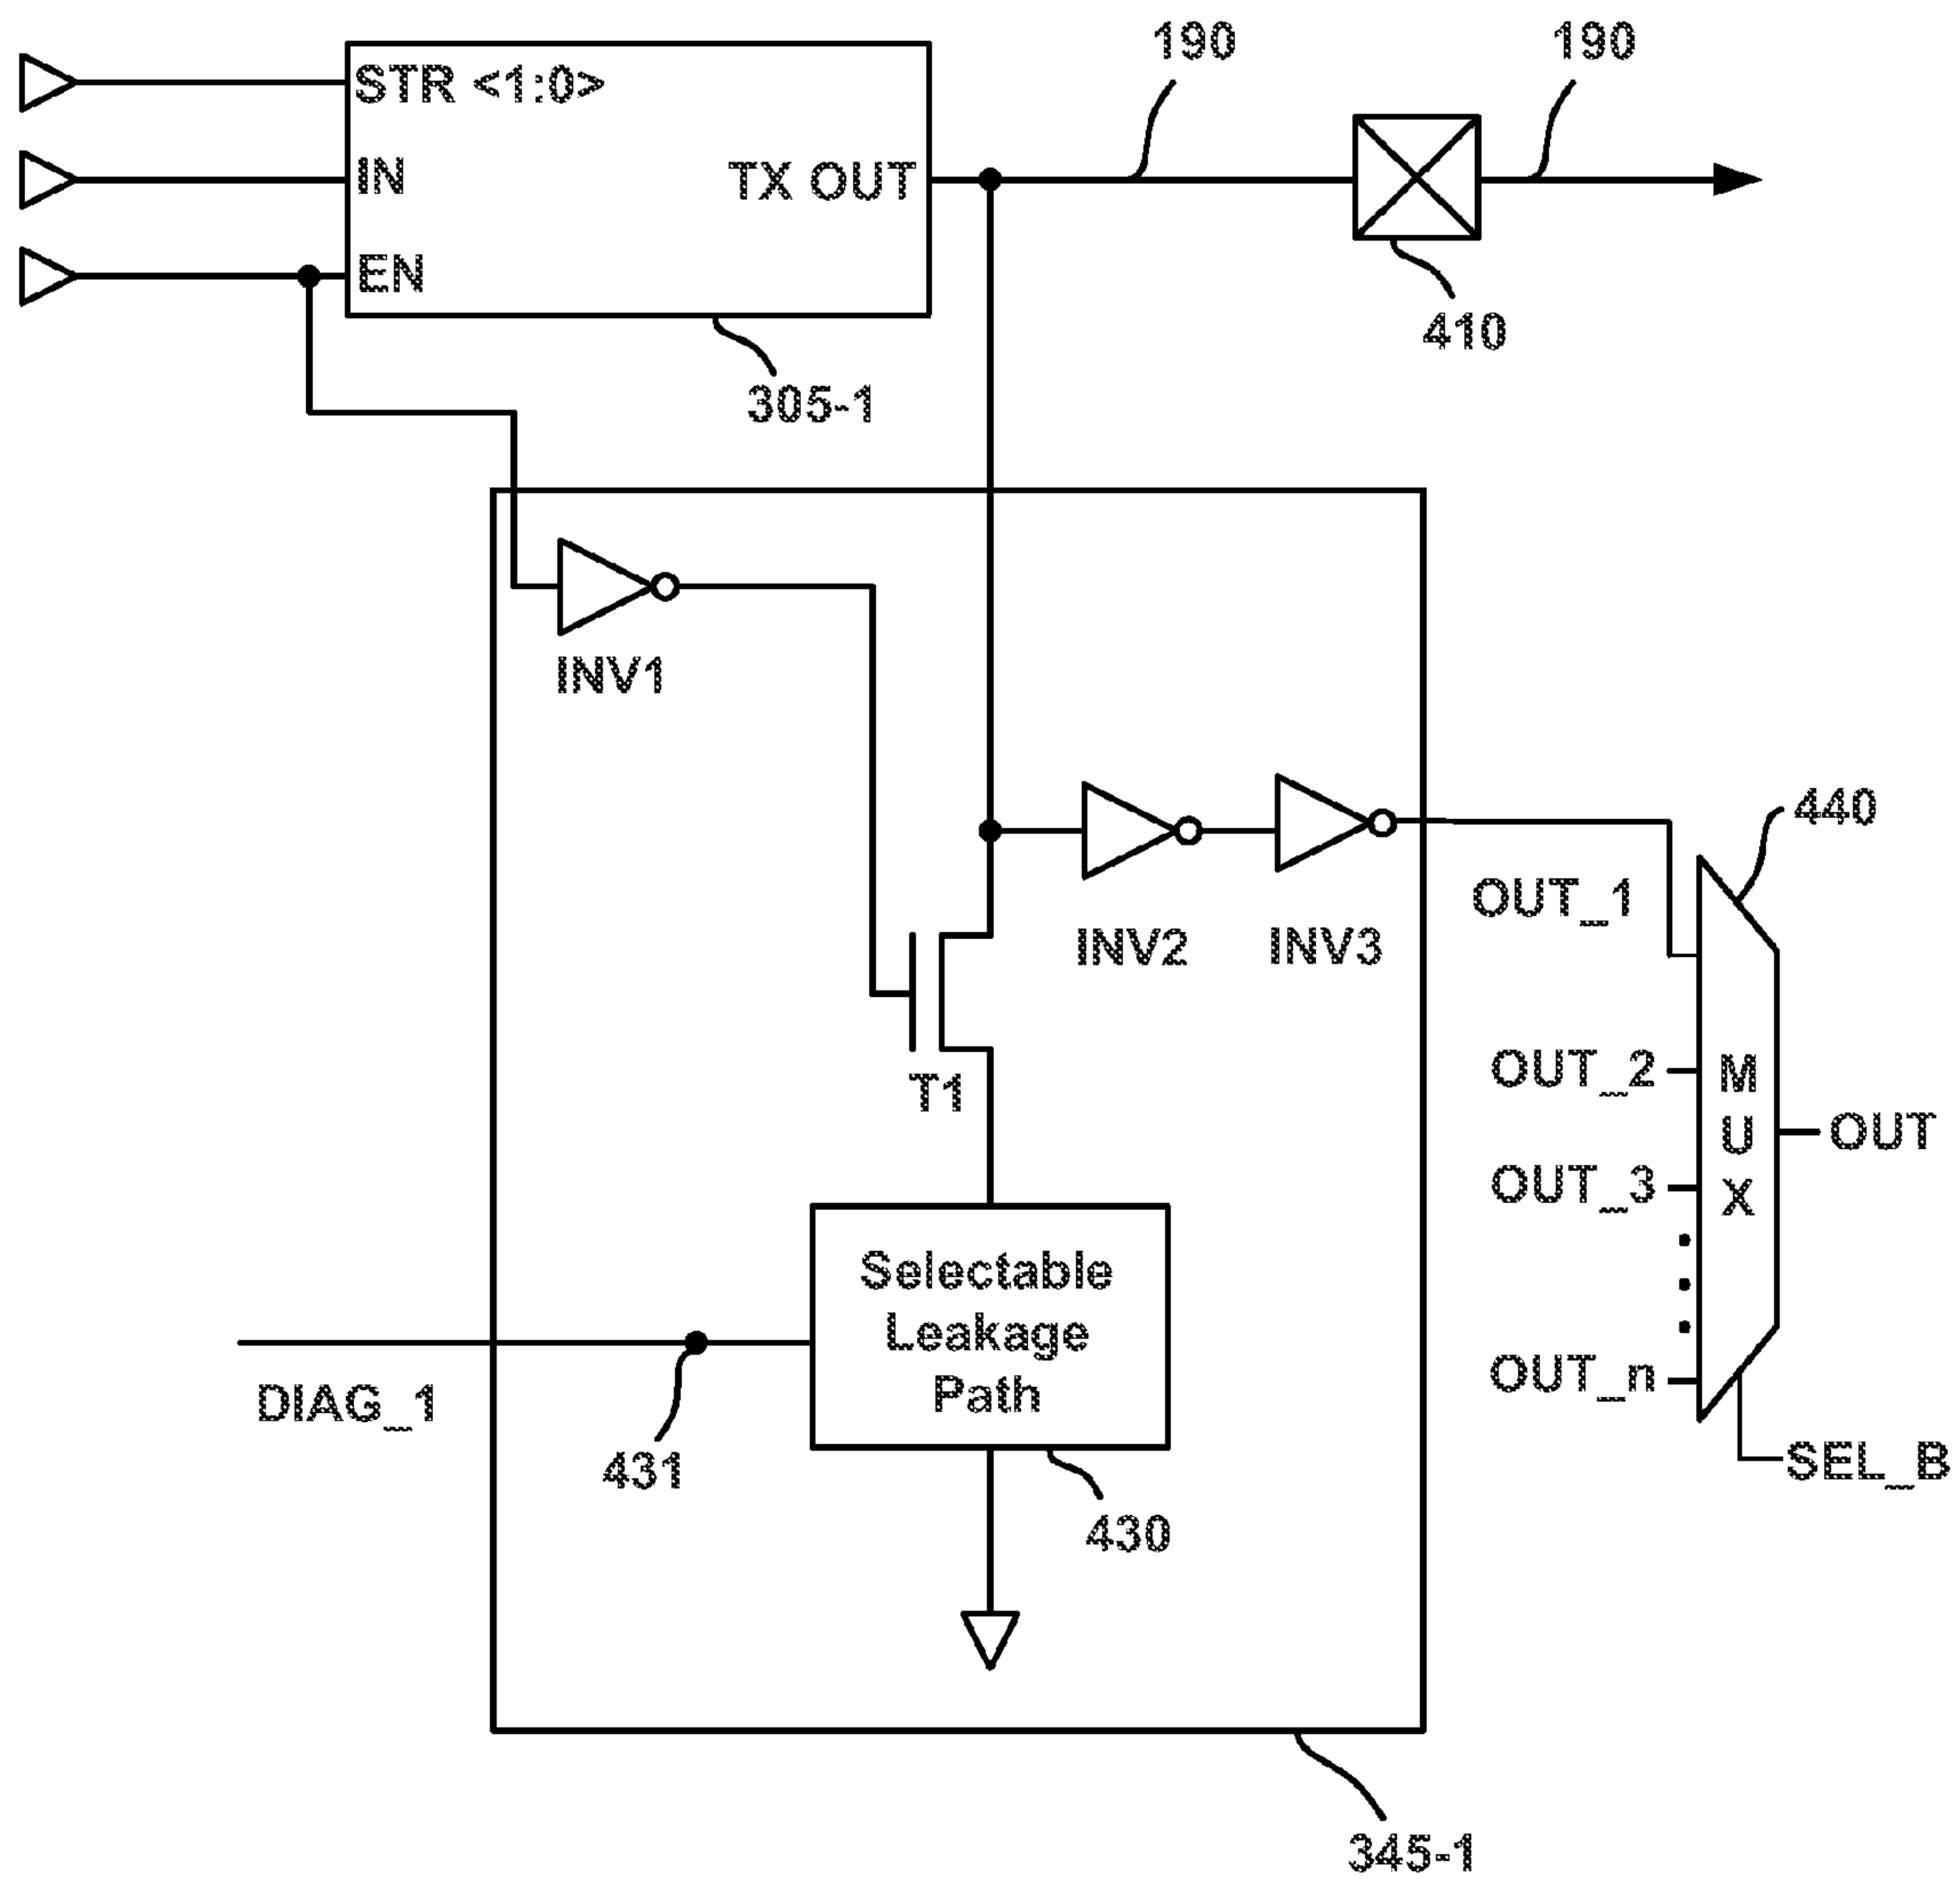 190
190
STR <1:0>
IN
TX OUT
EN
410
305-1
INV1
440
OUT_1
INV2
INV3
OUT_2
T1
M
U
X
OUT
OUT_3
Selectable
Leakage
Path
OUT_n
DIAG_1
431
SEL_B
430
345-1